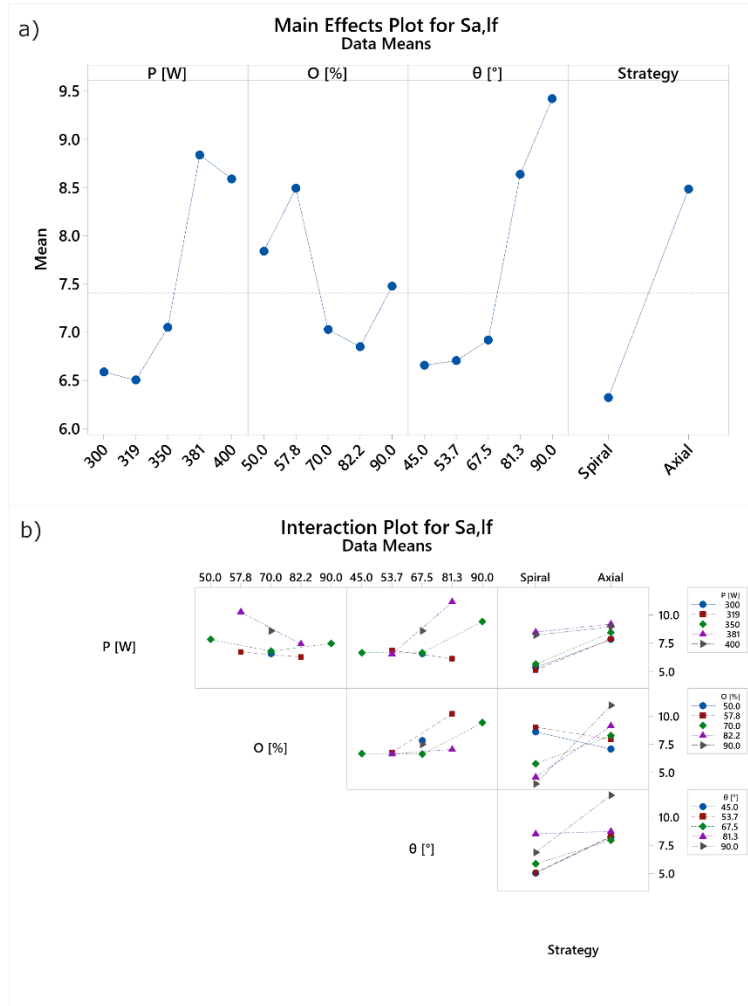 a)
Main Effects Plot for Sa,lf
Data Means
P [W] O [%] θ [°] Strategy
9.5
9.0
8.5
8.0
7.5
7.0
6.5
6.0
Mean
300 319 350 381 400 50.0 57.8 70.0 82.2 90.0 45.0 53.7 67.5 81.3 90.0 Spiral Axial
b)
Interaction Plot for Sa,lf
Data Means
50.0 57.8 70.0 82.2 90.0 45.0 53.7 67.5 81.3 90.0 Spiral Axial
P [W]
10.0
7.5
5.0
P [W]
300
319
350
381
400
O [%]
10.0
7.5
5.0
O [%]
50.0
57.8
70.0
82.2
90.0
θ [°]
10.0
7.5
5.0
θ [°]
45.0
53.7
67.5
81.3
90.0
Strategy